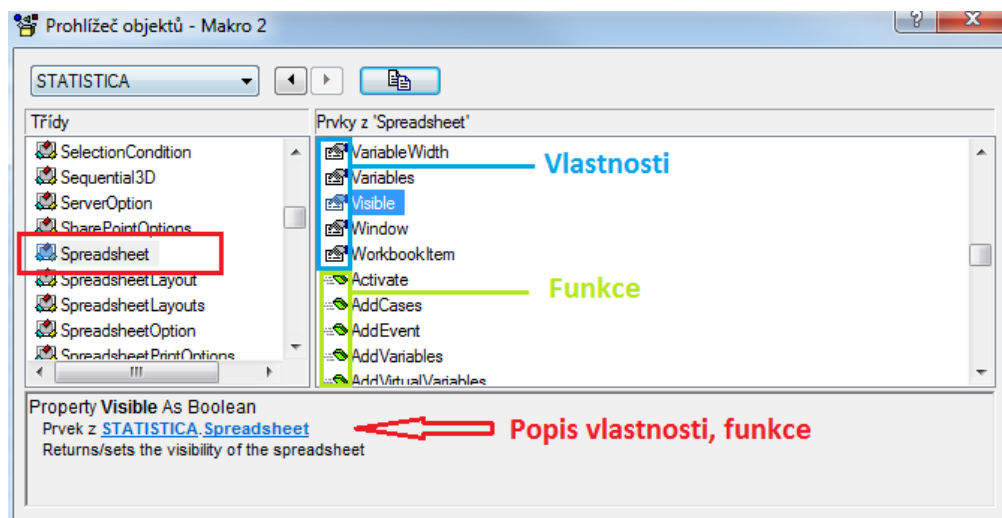 Prohlížeč objektů - Makro 2
STATISTICA
Třídy
Prvky z 'Spreadsheet'
SelectionCondition
Sequential3D
ServerOption
SharePointOptions
Spreadsheet
SpreadsheetLayout
SpreadsheetLayouts
SpreadsheetOption
SpreadsheetPrintOptions
VariableWidth
Variables
Visible
Window
WorkbookItem
Activate
AddCases
AddEvent
AddVariables
AddVirtualVariables
Vlastnosti
Funkce
Property Visible As Boolean
Prvek z STATISTICA.Spreadsheet
Returns/sets the visibility of the spreadsheet
Popis vlastnosti, funkce